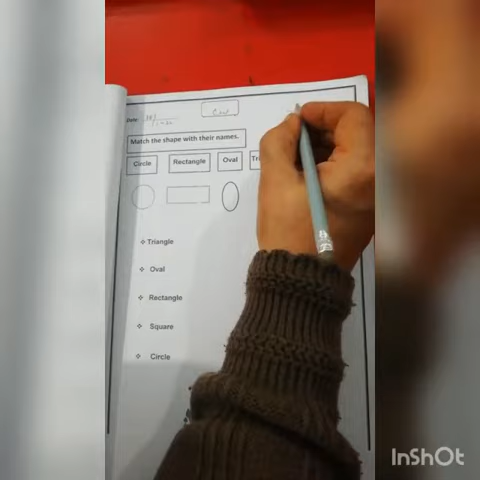 Date:
C.W
Match the shape with their names.
Circle Rectangle Oval
❖ Triangle
❖ Oval
❖ Rectangle
❖ Square
❖ Circle
InShOt